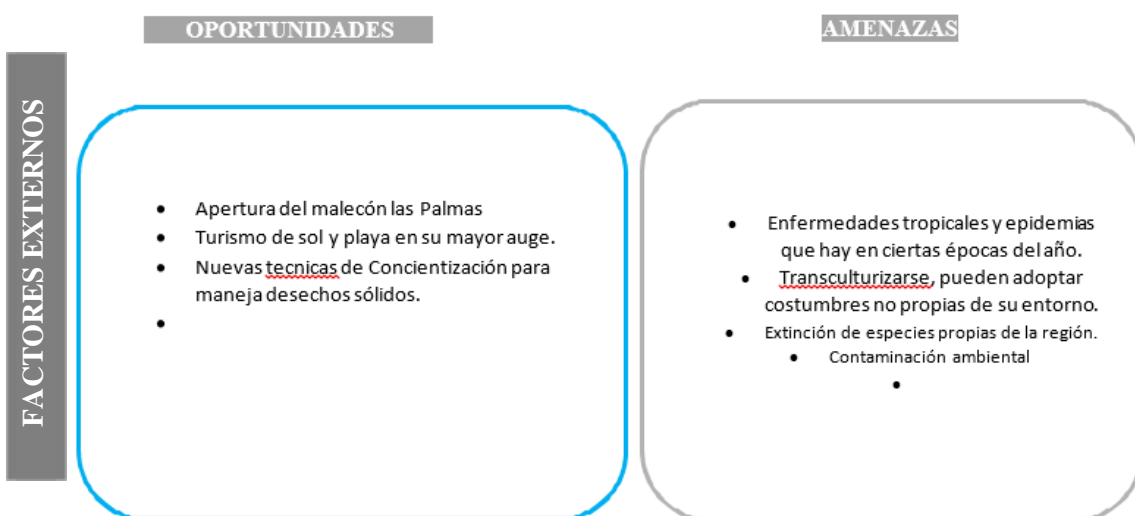 OPORTUNIDADES
AMENAZAS
FACTORES EXTERNOS
• Apertura del malecón las Palmas
• Turismo de sol y playa en su mayor auge.
• Nuevas tecnicas de Concientización para
maneja desechos sólidos.
•
• Enfermedades tropicales y epidemias
que hay en ciertas épocas del año.
• Transculturizarse, pueden adoptar
costumbres no propias de su entorno.
• Extinción de especies propias de la región.
• Contaminación ambiental
•